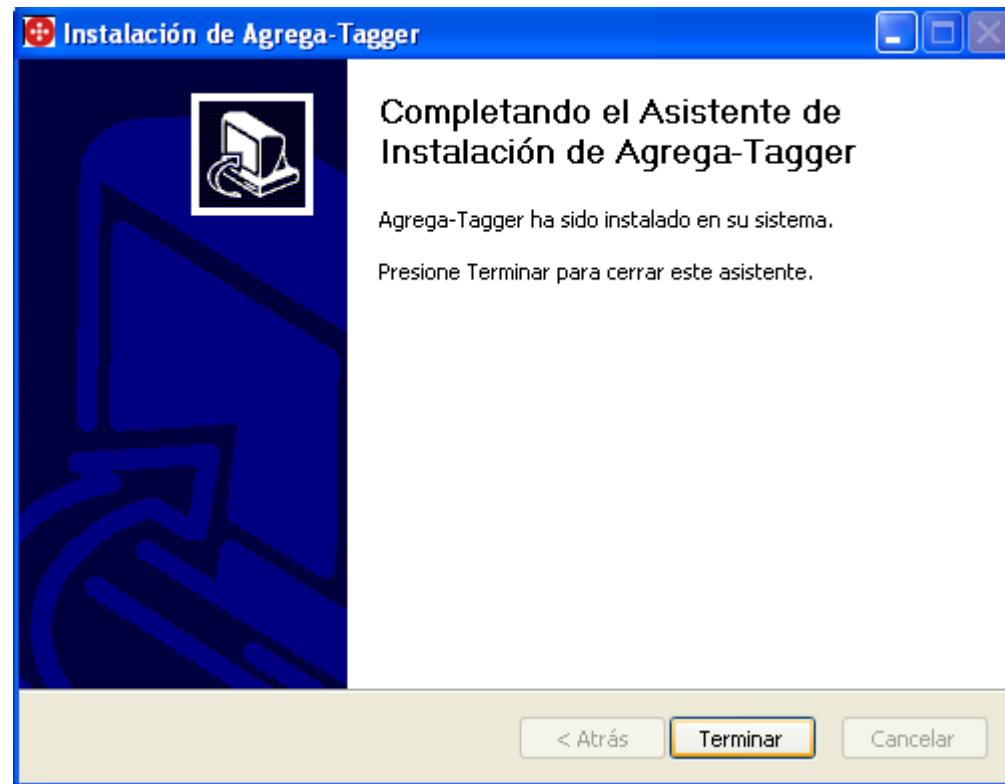 Instalación de Agrega-Tagger
Completando el Asistente de
Instalación de Agrega-Tagger
Agrega-Tagger ha sido instalado en su sistema.
Presione Terminar para cerrar este asistente.
< Atrás
Terminar
Cancelar